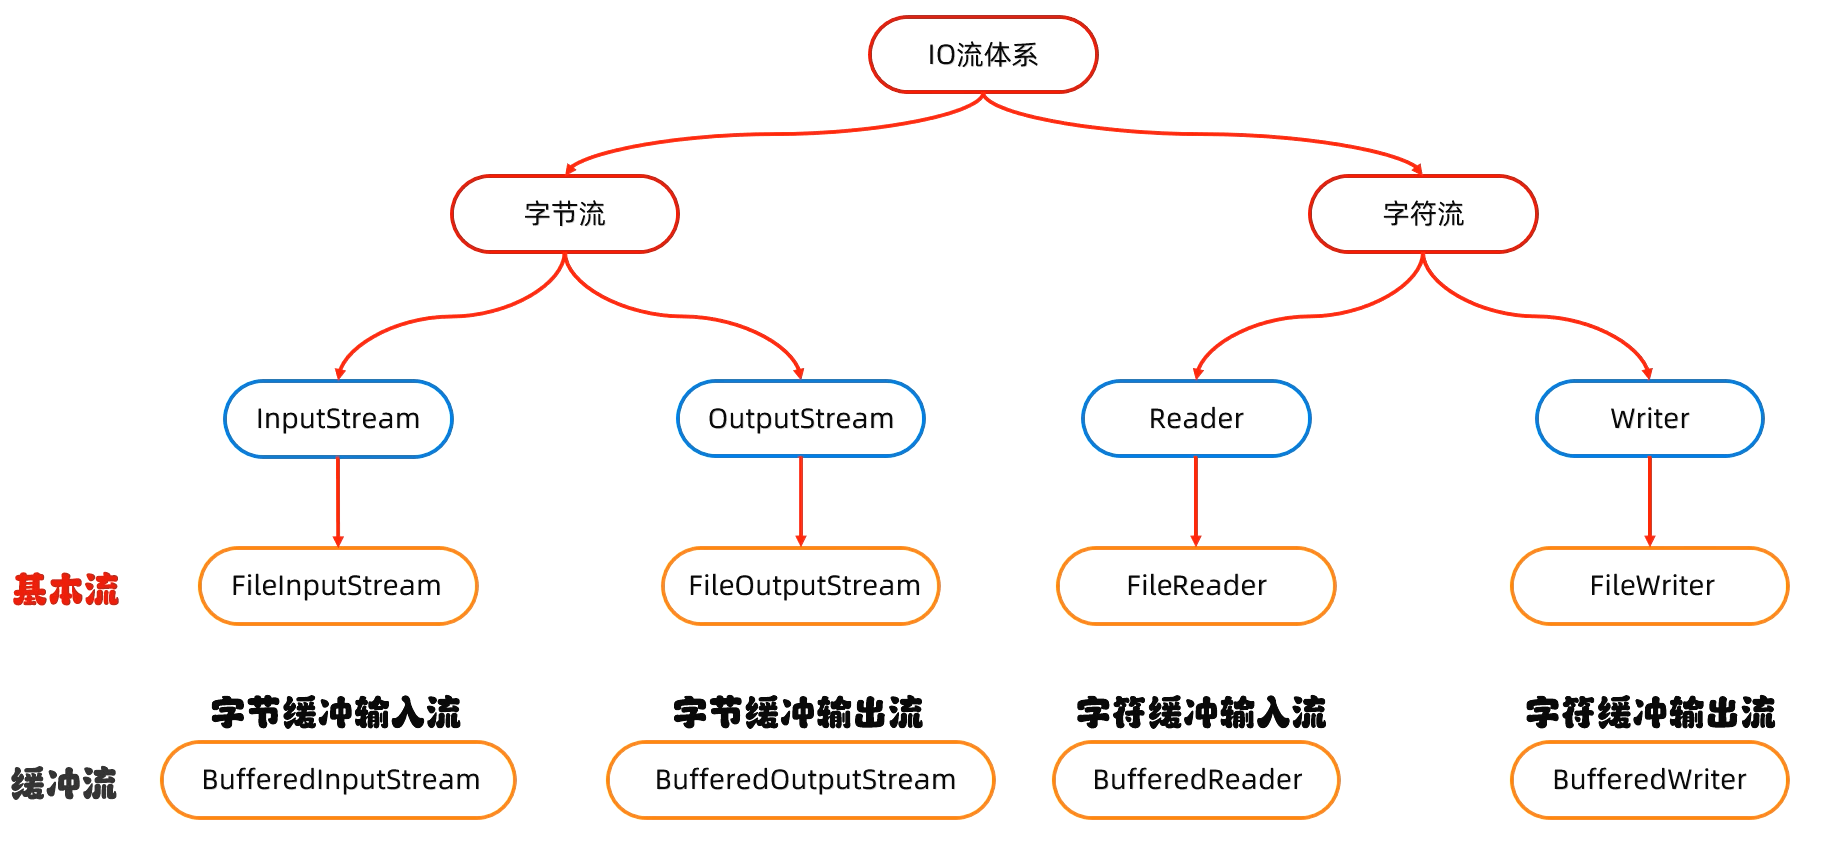 IO流体系
字节流
字符流
InputStream
OutputStream
Reader
Writer
基本流
FileInputStream
FileOutputStream
FileReader
FileWriter
字节缓冲输入流
字节缓冲输出流
字符缓冲输入流
字符缓冲输出流
缓冲流
BufferedInputStream
BufferedOutputStream
BufferedReader
BufferedWriter